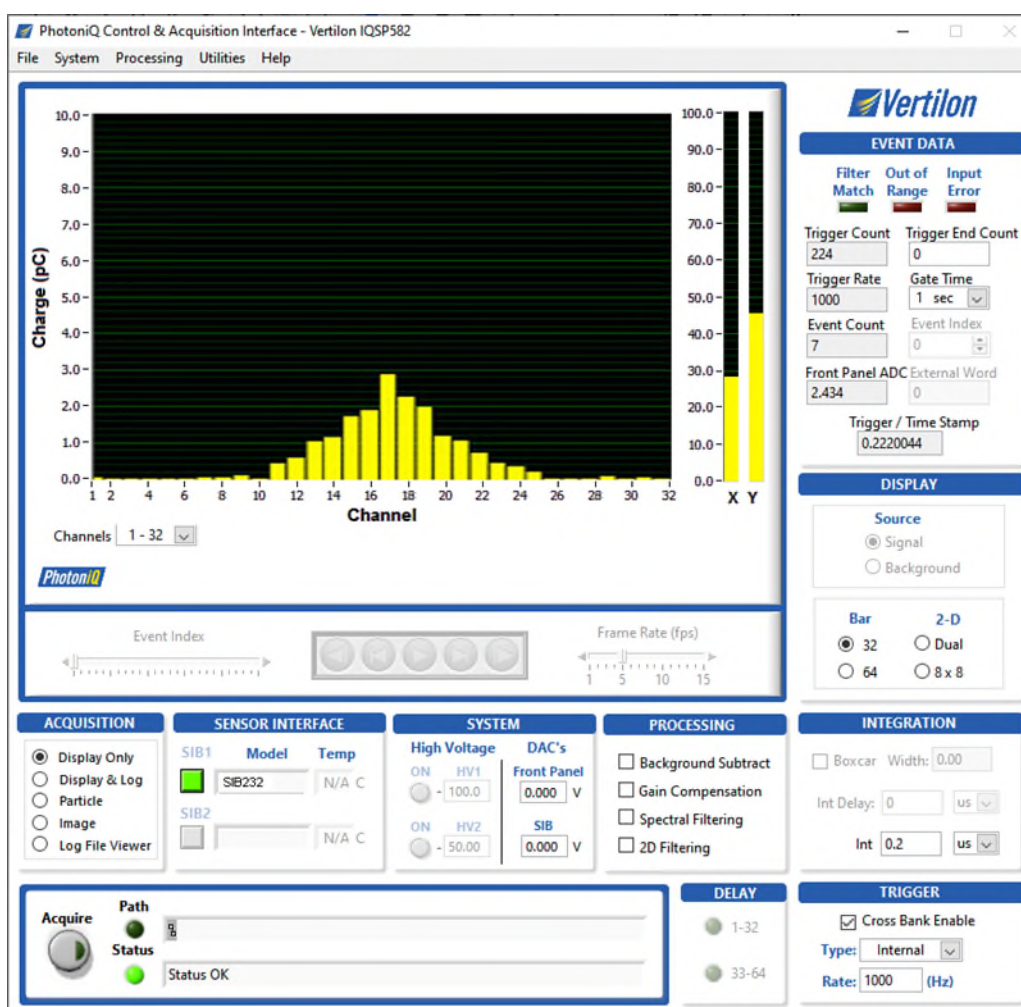 PhotoniQ Control & Acquisition Interface - Vertilon IQSP582
File System Processing Utilities Help
10.0
9.0
8.0
7.0
6.0
5.0
4.0
3.0
2.0
1.0
0.0
Charge (pC)
1 2 4 6 8 10 12 14 16 18 20 22 24 26 28 30 32
Channel
100.0
90.0
80.0
70.0
60.0
50.0
40.0
30.0
20.0
10.0
0.0
X Y
Channels 1 - 32
PhotoniQ
Event Index
Frame Rate (fps)
1 5 10 15
Vertilon
EVENT DATA
Filter Match Out of Range Input Error
Trigger Count Trigger End Count
224 0
Trigger Rate Gate Time
1000 1 sec
Event Count Event Index
7 0
Front Panel ADC External Word
2.434 0
Trigger / Time Stamp
0.2220044
DISPLAY
Source
Signal
Background
Bar 2-D
32 Dual
64 8 x 8
ACQUISITION
Display Only
Display & Log
Particle
Image
Log File Viewer
SENSOR INTERFACE
SIB1 Model Temp
SIB232 N/A C
SIB2
N/A C
SYSTEM
High Voltage DAC's
ON HV1 Front Panel
- 100.0 0.000 V
ON HV2 SIB
- 50.00 0.000 V
PROCESSING
Background Subtract
Gain Compensation
Spectral Filtering
2D Filtering
INTEGRATION
Boxcar Width: 0.00
Int Delay: 0 us
Int 0.2 us
Acquire
Path
Status
Status OK
DELAY
1-32
33-64
TRIGGER
Cross Bank Enable
Type: Internal
Rate: 1000 (Hz)